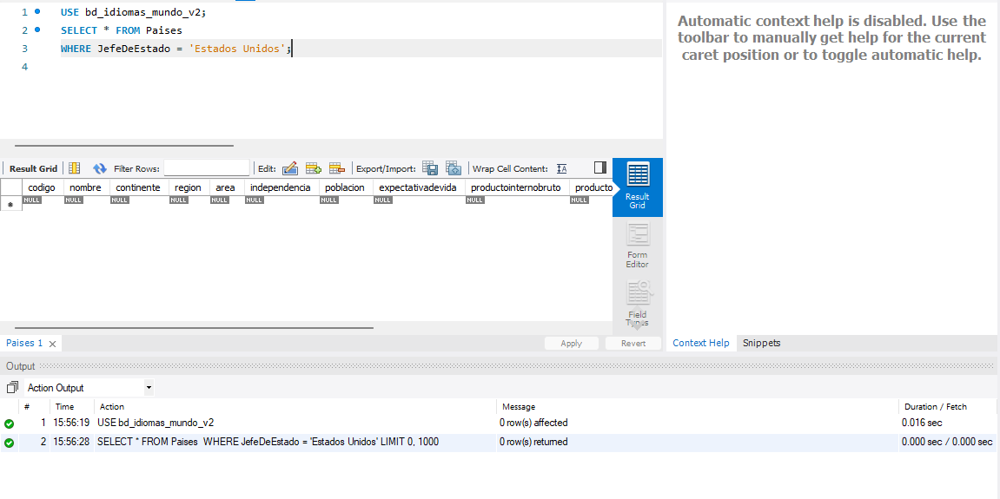 1 USE bd_idiomas_mundo_v2;
2 SELECT * FROM Paises
3 WHERE JefeDeEstado = 'Estados Unidos';
4
Automatic context help is disabled. Use the
toolbar to manually get help for the current
caret position or to toggle automatic help.
Result Grid Filter Rows: Edit: Export/Import: Wrap Cell Content: IA
codigo nombre continente region area independencia poblacion expectativadevida productointernobruto producto
NULL NULL NULL NULL NULL NULL NULL NULL NULL NULL
Result
Grid
Form
Editor
Field
Types
Paises 1 Apply Revert Context Help Snippets
Output
Action Output
# Time Action Message Duration / Fetch
1 15:56:19 USE bd_idiomas_mundo_v2 0 row(s) affected 0.016 sec
2 15:56:28 SELECT * FROM Paises WHERE JefeDeEstado = 'Estados Unidos' LIMIT 0, 1000 0 row(s) returned 0.000 sec / 0.000 sec